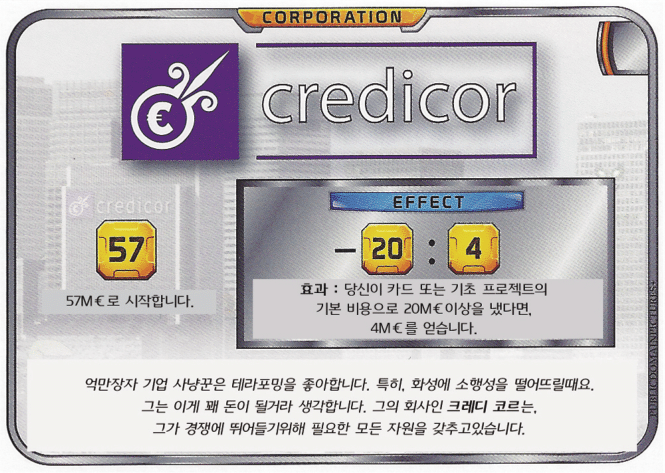 CORPORATION
credicor
credicor
EFFECT
57
- 20 : 4
57M€로 시작합니다.
효과 : 당신이 카드 또는 기초 프로젝트의
기본 비용으로 20M€이상을 냈다면,
4M€를 얻습니다.
억만장자 기업 사냥꾼은 테라포밍을 좋아합니다. 특히, 화성에 소행성을 떨어뜨릴때요.
그는 이게 꽤 돈이 될거라 생각합니다. 그의 회사인 크레디 코르는,
그가 경쟁에 뛰어들기위해 필요한 모든 자원을 갖추고있습니다.
PUBLICDOMAINPICTURES